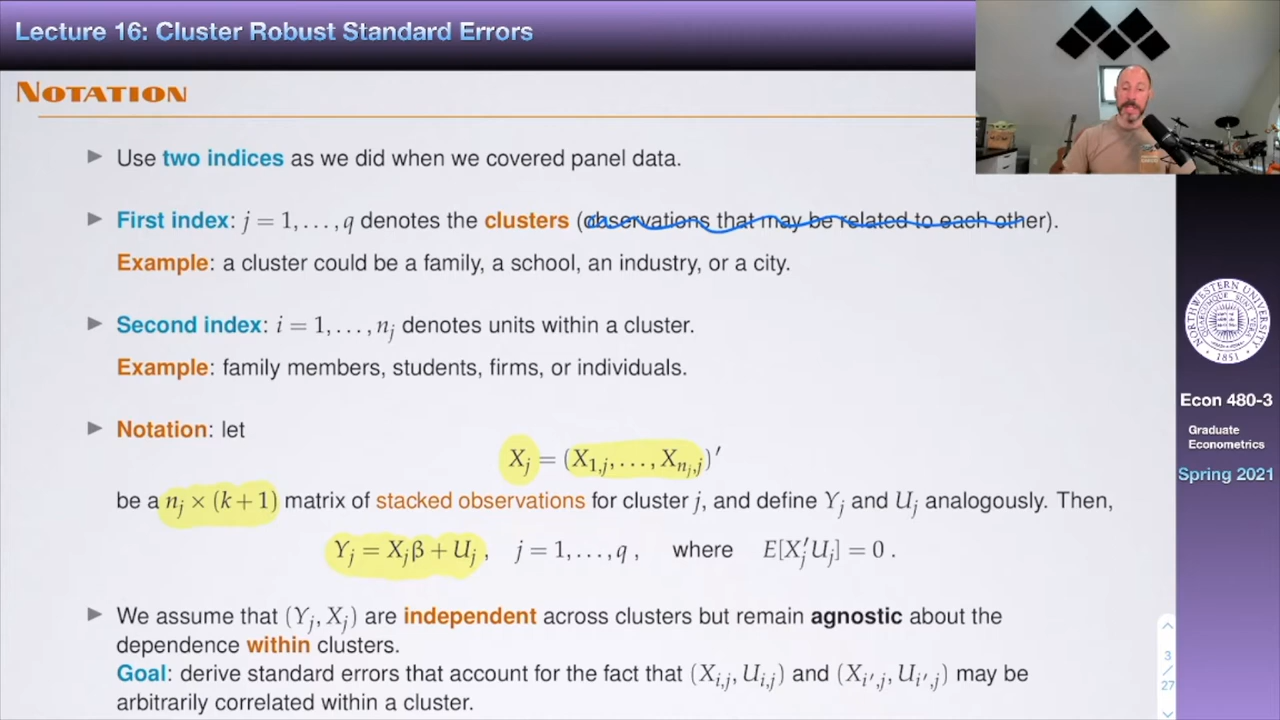 Lecture 16: Cluster Robust Standard Errors
NOTATION
Use two indices as we did when we covered panel data.
First index: j = 1, . . . , q denotes the clusters (observations that may be related to each other).
Example: a cluster could be a family, a school, an industry, or a city.
Second index: i = 1, . . . , nⱼ denotes units within a cluster.
Example: family members, students, firms, or individuals.
Notation: let
X_j = (X_{1,j}, . . . , X_{n_j,j})′
be a n_j × (k + 1) matrix of stacked observations for cluster j, and define Y_j and U_j analogously. Then,
Y_j = X_jβ + U_j , j = 1, . . . , q , where E[X′_jU_j] = 0 .
We assume that (Y_j, X_j) are independent across clusters but remain agnostic about the
dependence within clusters.
Goal: derive standard errors that account for the fact that (X_{i,j}, U_{i,j}) and (X_{i′,j}, U_{i′,j}) may be
arbitrarily correlated within a cluster.
NORTHWESTERN UNIVERSITY
1851
Econ 480-3
Graduate
Econometrics
Spring 2021
3
/
27